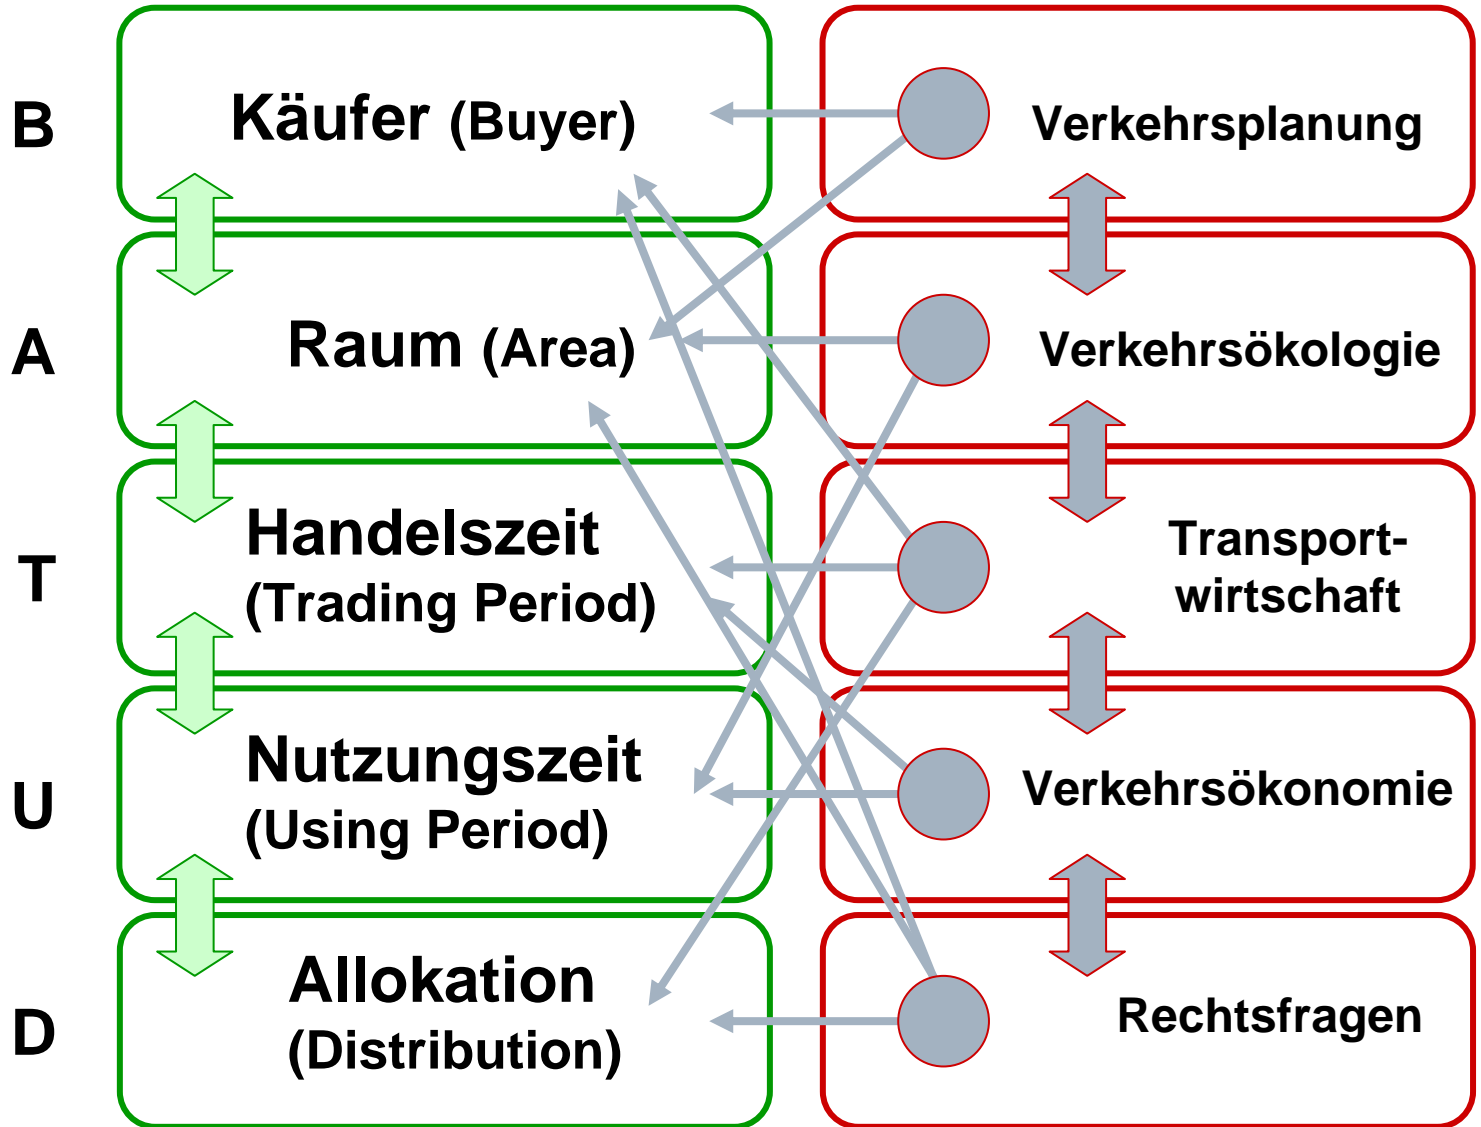 B
Käufer (Buyer)
Verkehrsplanung
A
Raum (Area)
Verkehrsökologie
T
Handelszeit
(Trading Period)
Transport-
wirtschaft
U
Nutzungszeit
(Using Period)
Verkehrsökonomie
D
Allokation
(Distribution)
Rechtsfragen